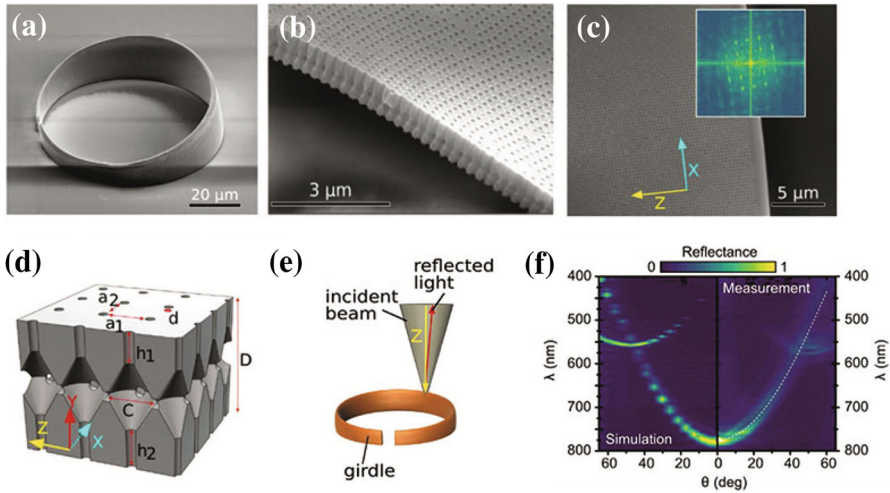 (a)
20 μm
(b)
3 μm
(c)
X
Z
5 μm
(d)
a2
a1
d
h1
D
C
Y
Z
X
h2
(e)
reflected
light
incident
beam
Z
girdle
(f)
Reflectance
0 1
400 400
Measurement
500 500
λ (nm) λ (nm)
600 600
700 700
Simulation
800 800
60 40 20 0 20 40 60
θ (deg)